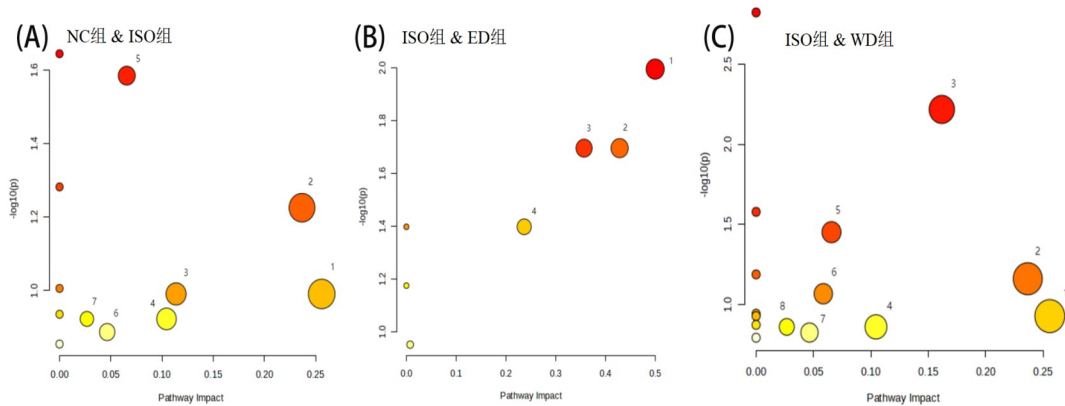 (A) NC组 & ISO组
-log10(p)
1.6
1.4
1.2
1.0
5
2
3
1
7
6
4
0.00 0.05 0.10 0.15 0.20 0.25
Pathway Impact
(B) ISO组 & ED组
-log10(p)
2.0
1.8
1.6
1.4
1.2
1.0
1
3
2
4
0.0 0.1 0.2 0.3 0.4 0.5
Pathway Impact
(C) ISO组 & WD组
-log10(p)
2.5
2.0
1.5
1.0
3
5
2
6
8
7
4
0.00 0.05 0.10 0.15 0.20 0.25
Pathway Impact